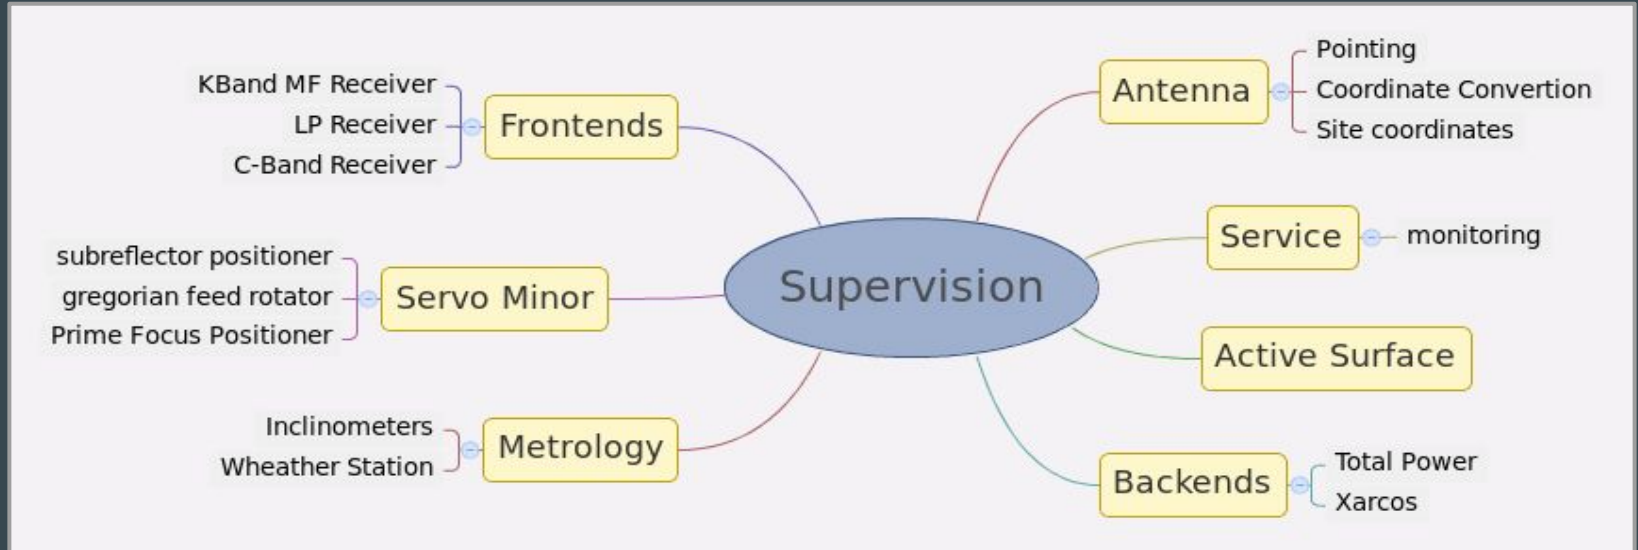 KBand MF Receiver
LP Receiver
C-Band Receiver
Frontends
subreflector positioner
gregorian feed rotator
Prime Focus Positioner
Servo Minor
Inclinometers
Wheather Station
Metrology
Supervision
Antenna
Pointing
Coordinate Convertion
Site coordinates
Service
monitoring
Active Surface
Backends
Total Power
Xarcos